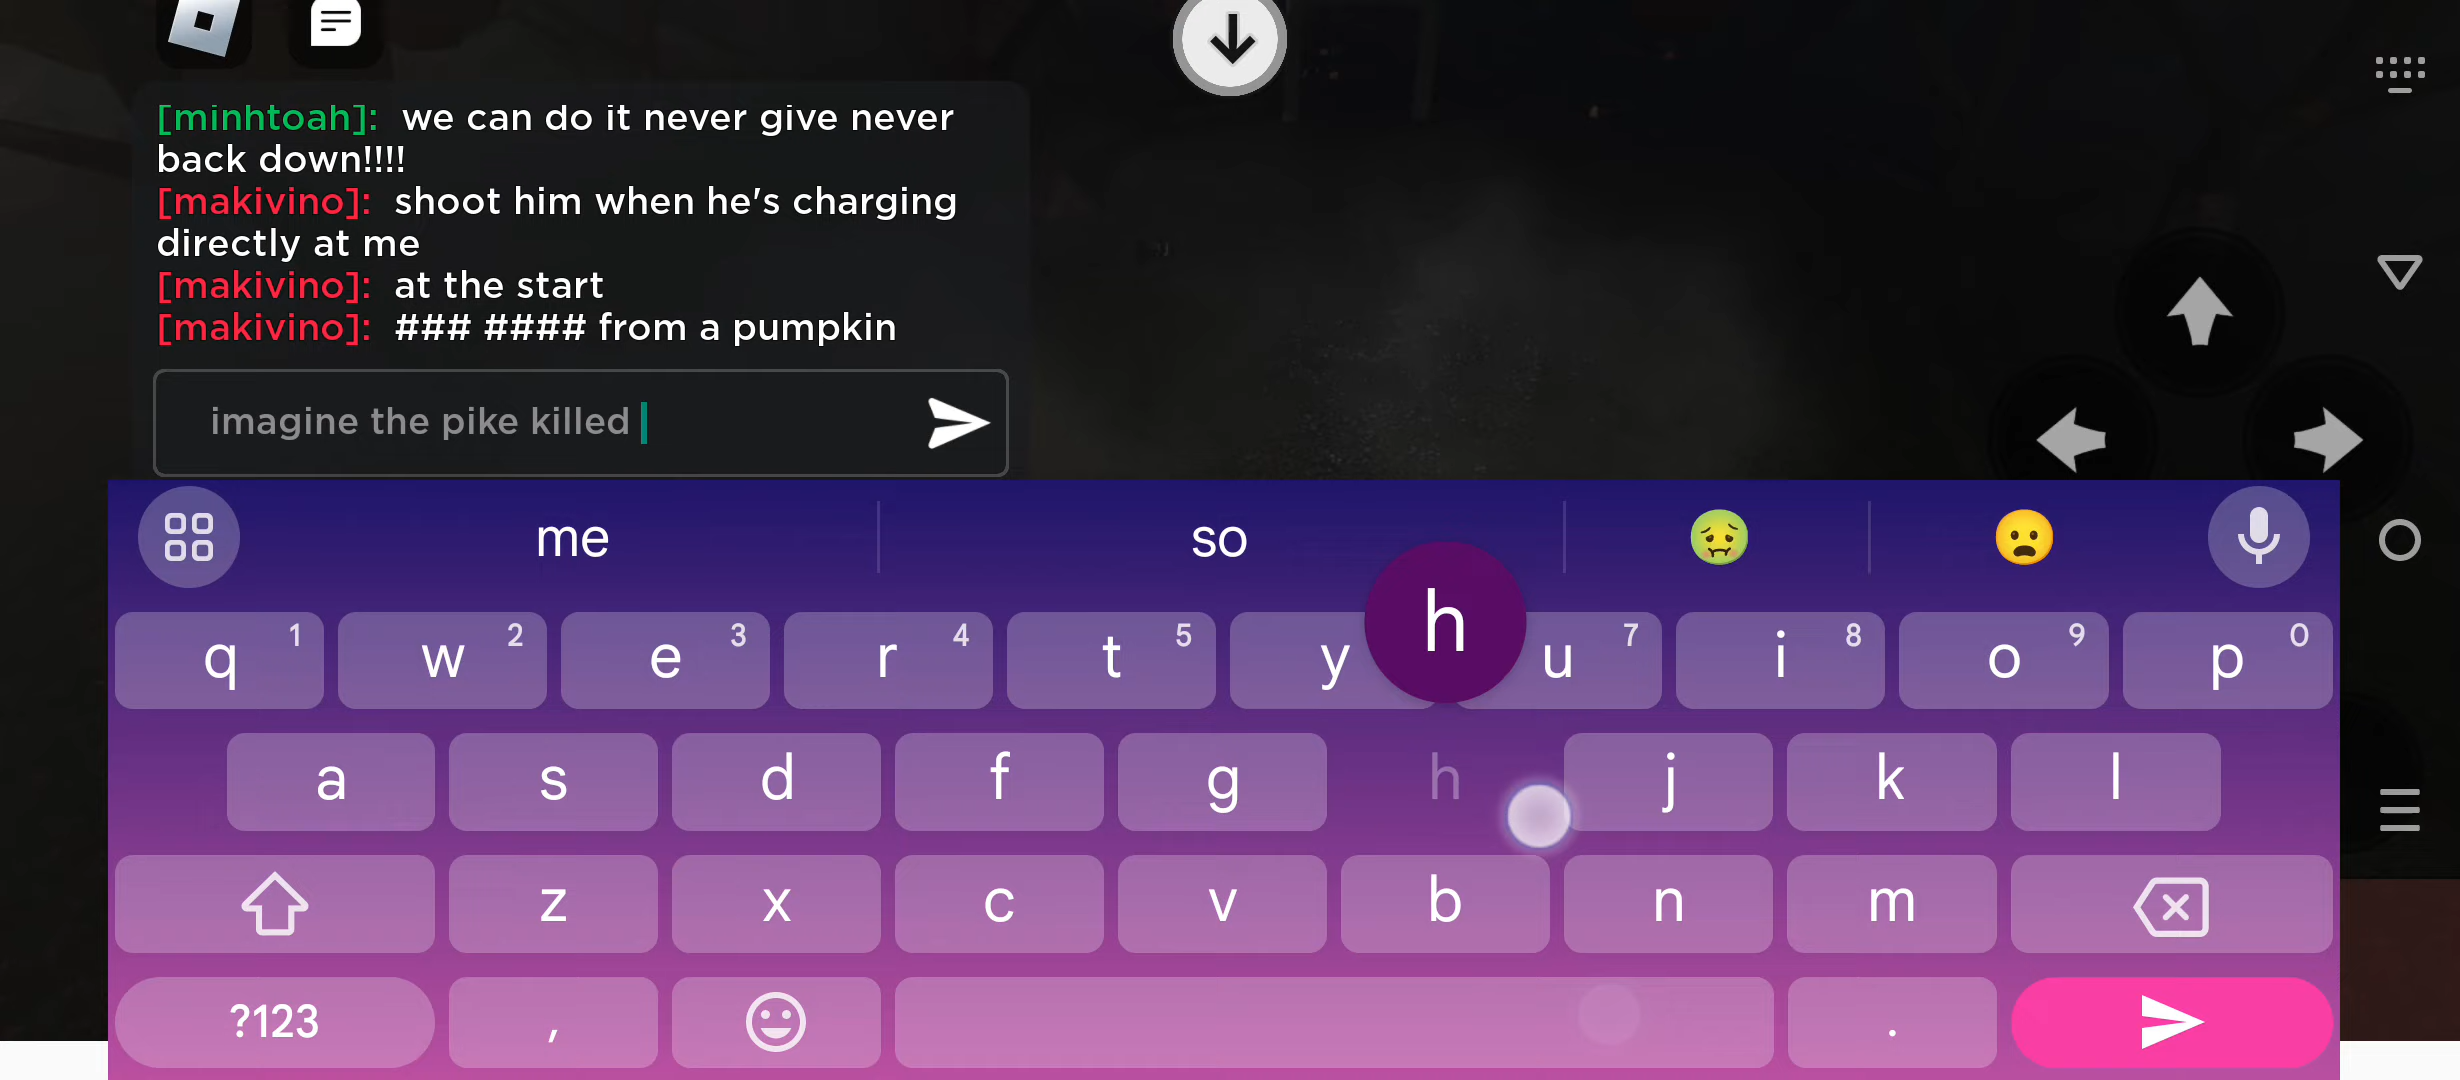 [minhtoah]: we can do it never give never
back down!!!!
[makivino]: shoot him when he's charging
directly at me
[makivino]: at the start
[makivino]: ### #### from a pumpkin
imagine the pike killed
me so
h
q 1 w 2 e 3 r 4 t 5 y u 7 i 8 o 9 p 0
a s d f g h j k l
z x c v b n m
?123 , .